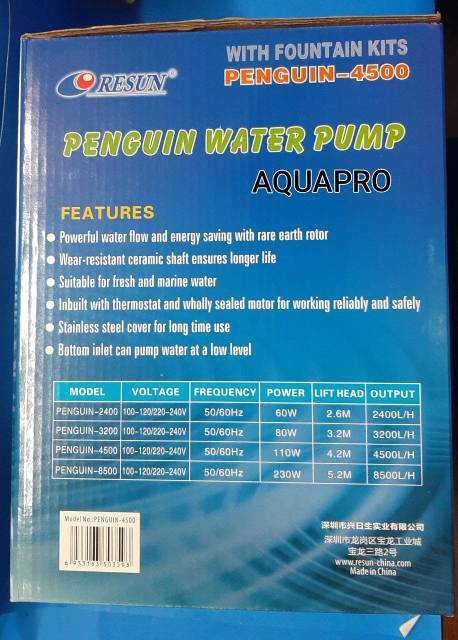 WITH FOUNTAIN KITS
RESUN®
PENGUIN-4500
PENGUIN WATER PUMP
AQUAPRO
FEATURES
Powerful water flow and energy saving with rare earth rotor
Wear-resistant ceramic shaft ensures longer life
Suitable for fresh and marine water
Inbuilt with thermostat and wholly sealed motor for working reliably and safely
Stainless steel cover for long time use
Bottom inlet can pump water at a low level
MODEL VOLTAGE FREQUENCY POWER LIFT HEAD OUTPUT
PENGUIN-2400 100-120/220-240V 50/60Hz 60W 2.6M 2400L/H
PENGUIN-3200 100-120/220-240V 50/60Hz 80W 3.2M 3200L/H
PENGUIN-4500 100-120/220-240V 50/60Hz 110W 4.2M 4500L/H
PENGUIN-8500 100-120/220-240V 50/60Hz 230W 5.2M 8500L/H
Model No.:PENGUIN-4500
6 933163 303593
深圳市兴日生实业有限公司
深圳市龙岗区宝龙工业城
宝龙三路2号
www.resun-china.com
Made in China